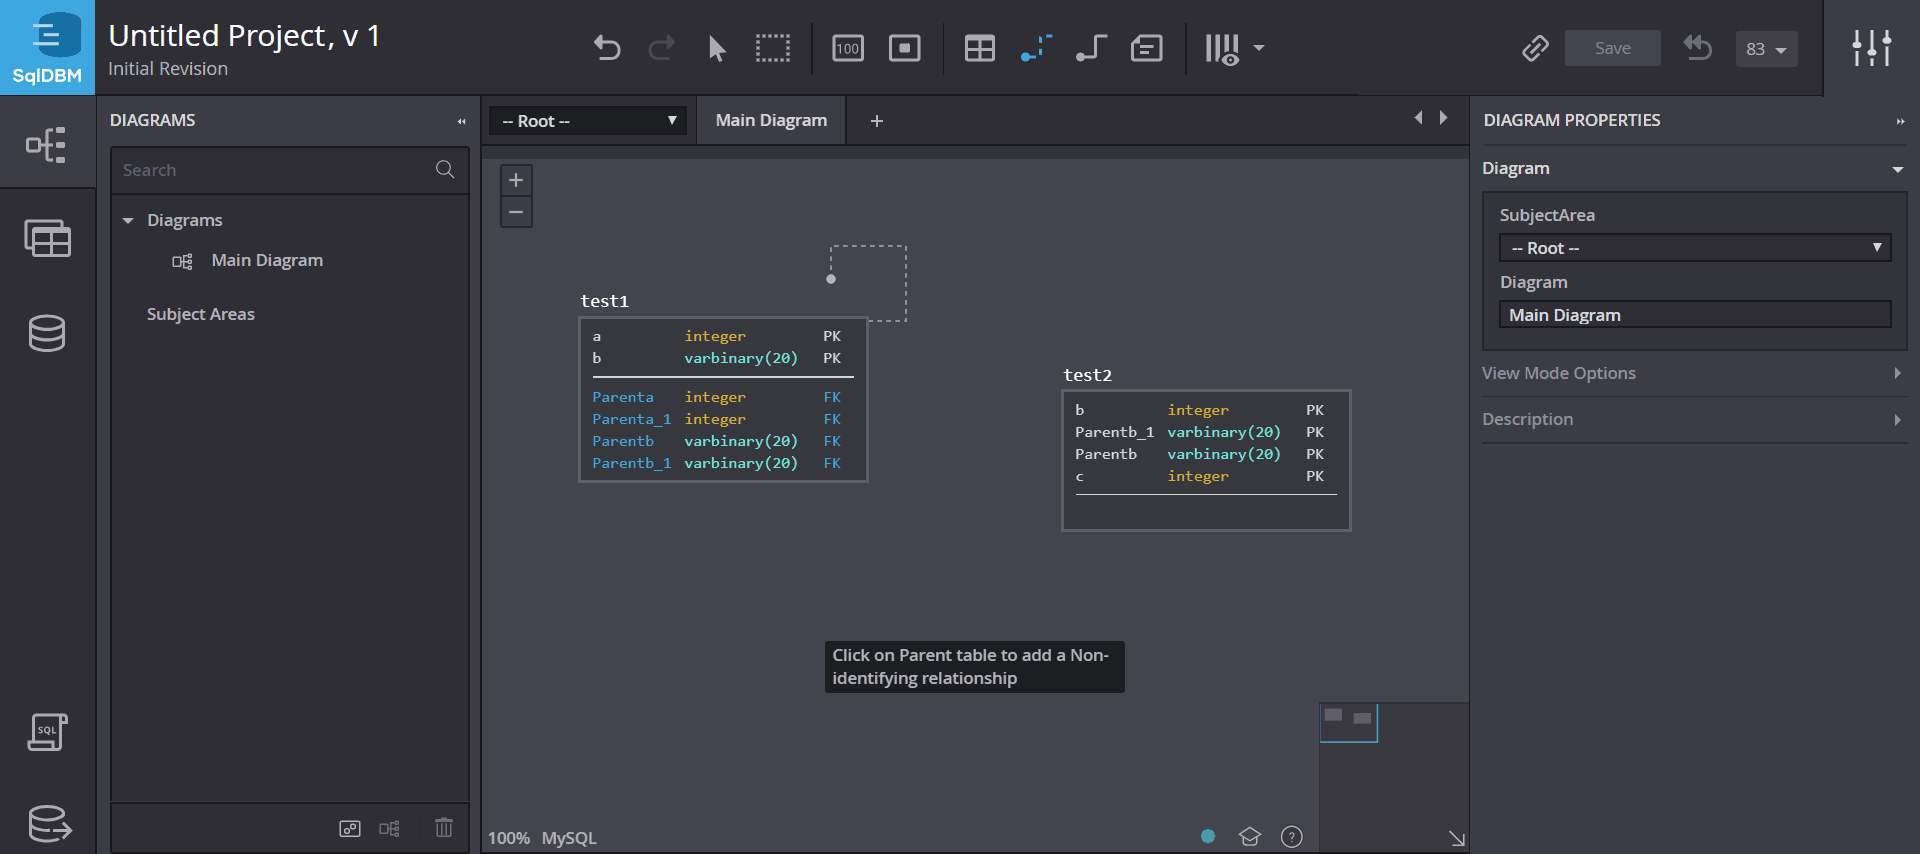 SqlDBM
Untitled Project, v 1
Initial Revision
100
Save
83
DIAGRAMS
Search
Diagrams
Main Diagram
Subject Areas
SQL
-- Root --
Main Diagram
+
+
−
test1
a integer PK
b varbinary(20) PK
Parenta integer FK
Parenta_1 integer FK
Parentb varbinary(20) FK
Parentb_1 varbinary(20) FK
test2
b integer PK
Parentb_1 varbinary(20) PK
Parentb varbinary(20) PK
c integer PK
Click on Parent table to add a Non-
identifying relationship
100% MySQL
?
DIAGRAM PROPERTIES
Diagram
SubjectArea
-- Root --
Diagram
Main Diagram
View Mode Options
Description